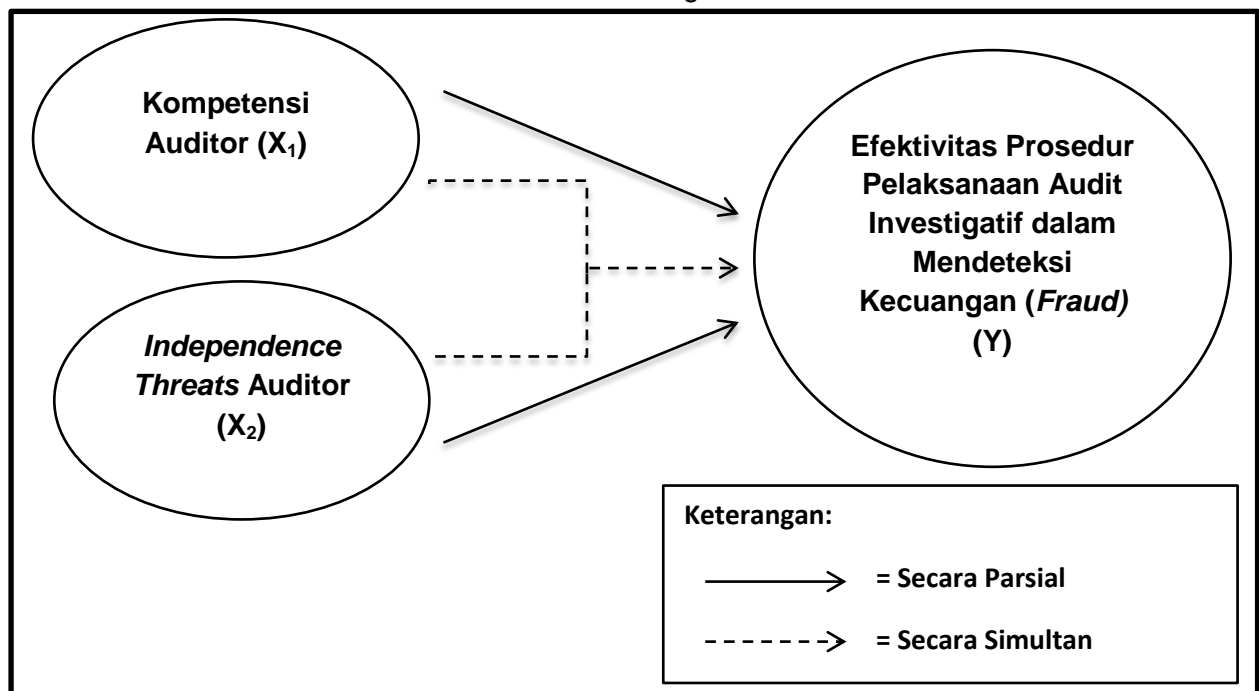 Kompetensi
Auditor (X₁)
Independence
Threats Auditor
(X₂)
Efektivitas Prosedur
Pelaksanaan Audit
Investigatif dalam
Mendeteksi
Kecuangan (Fraud)
(Y)
Keterangan:
= Secara Parsial
= Secara Simultan